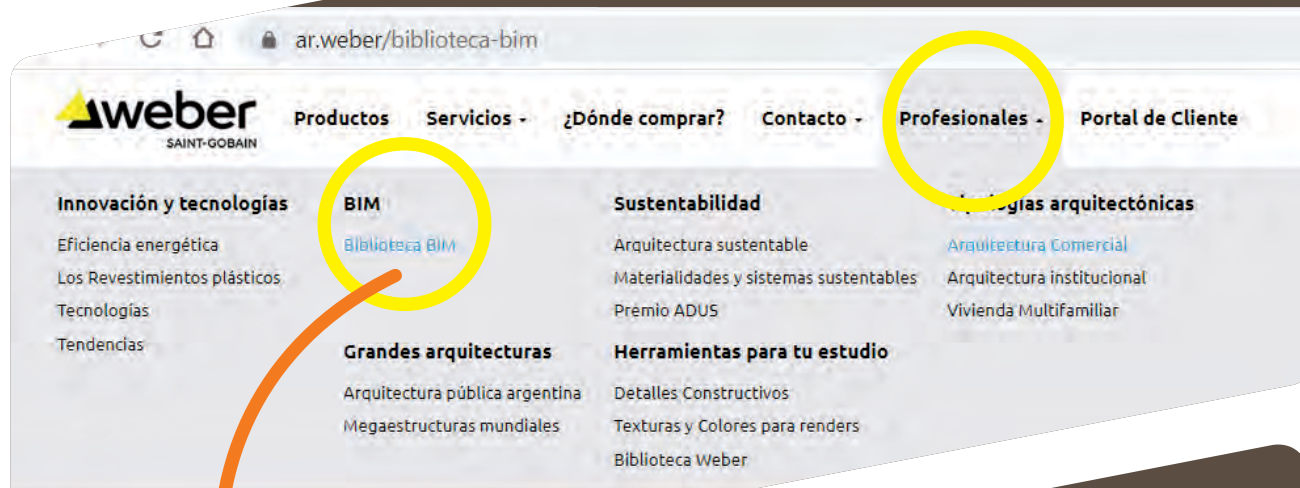 ar.weber/biblioteca-bim
weber
SAINT-GOBAIN
Productos Servicios - ¿Dónde comprar? Contacto - Profesionales - Portal de Cliente
Innovación y tecnologías
Eficiencia energética
Los Revestimientos plásticos
Tecnologías
Tendencias
BIM
Biblioteca BIM
Grandes arquitecturas
Arquitectura pública argentina
Megaestructuras mundiales
Sustentabilidad
Arquitectura sustentable
Materialidades y sistemas sustentables
Premio ADUS
Herramientas para tu estudio
Detalles Constructivos
Texturas y Colores para renders
Biblioteca Weber
Tipologías arquitectónicas
Arquitectura Comercial
Arquitectura institucional
Vivienda Multifamiliar